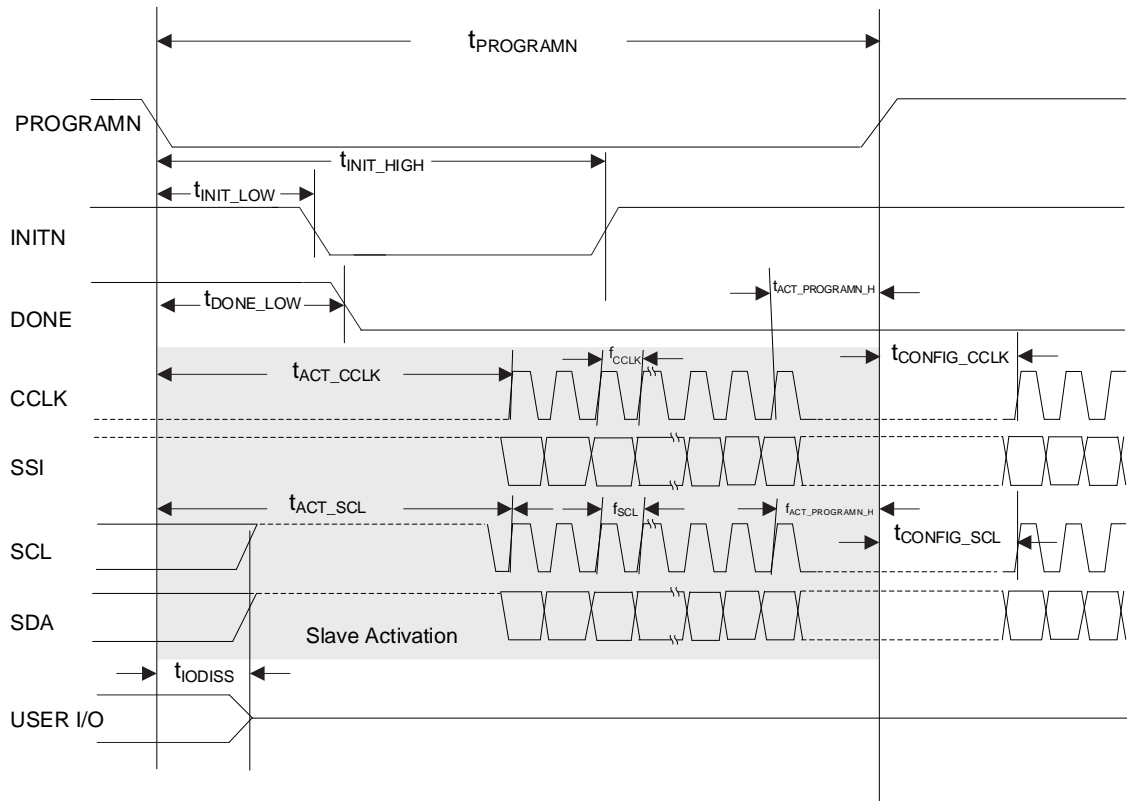 tPROGRAMN
PROGRAMN
tINIT_HIGH
tINIT_LOW
INITN
tACT_PROGRAMN_H
tDONE_LOW
DONE
fCCLK
tCONFIG_CCLK
tACT_CCLK
CCLK
SSI
tACT_SCL
fSCL
fACT_PROGRAMN_H
tCONFIG_SCL
SCL
SDA
Slave Activation
tIODISS
USER I/O